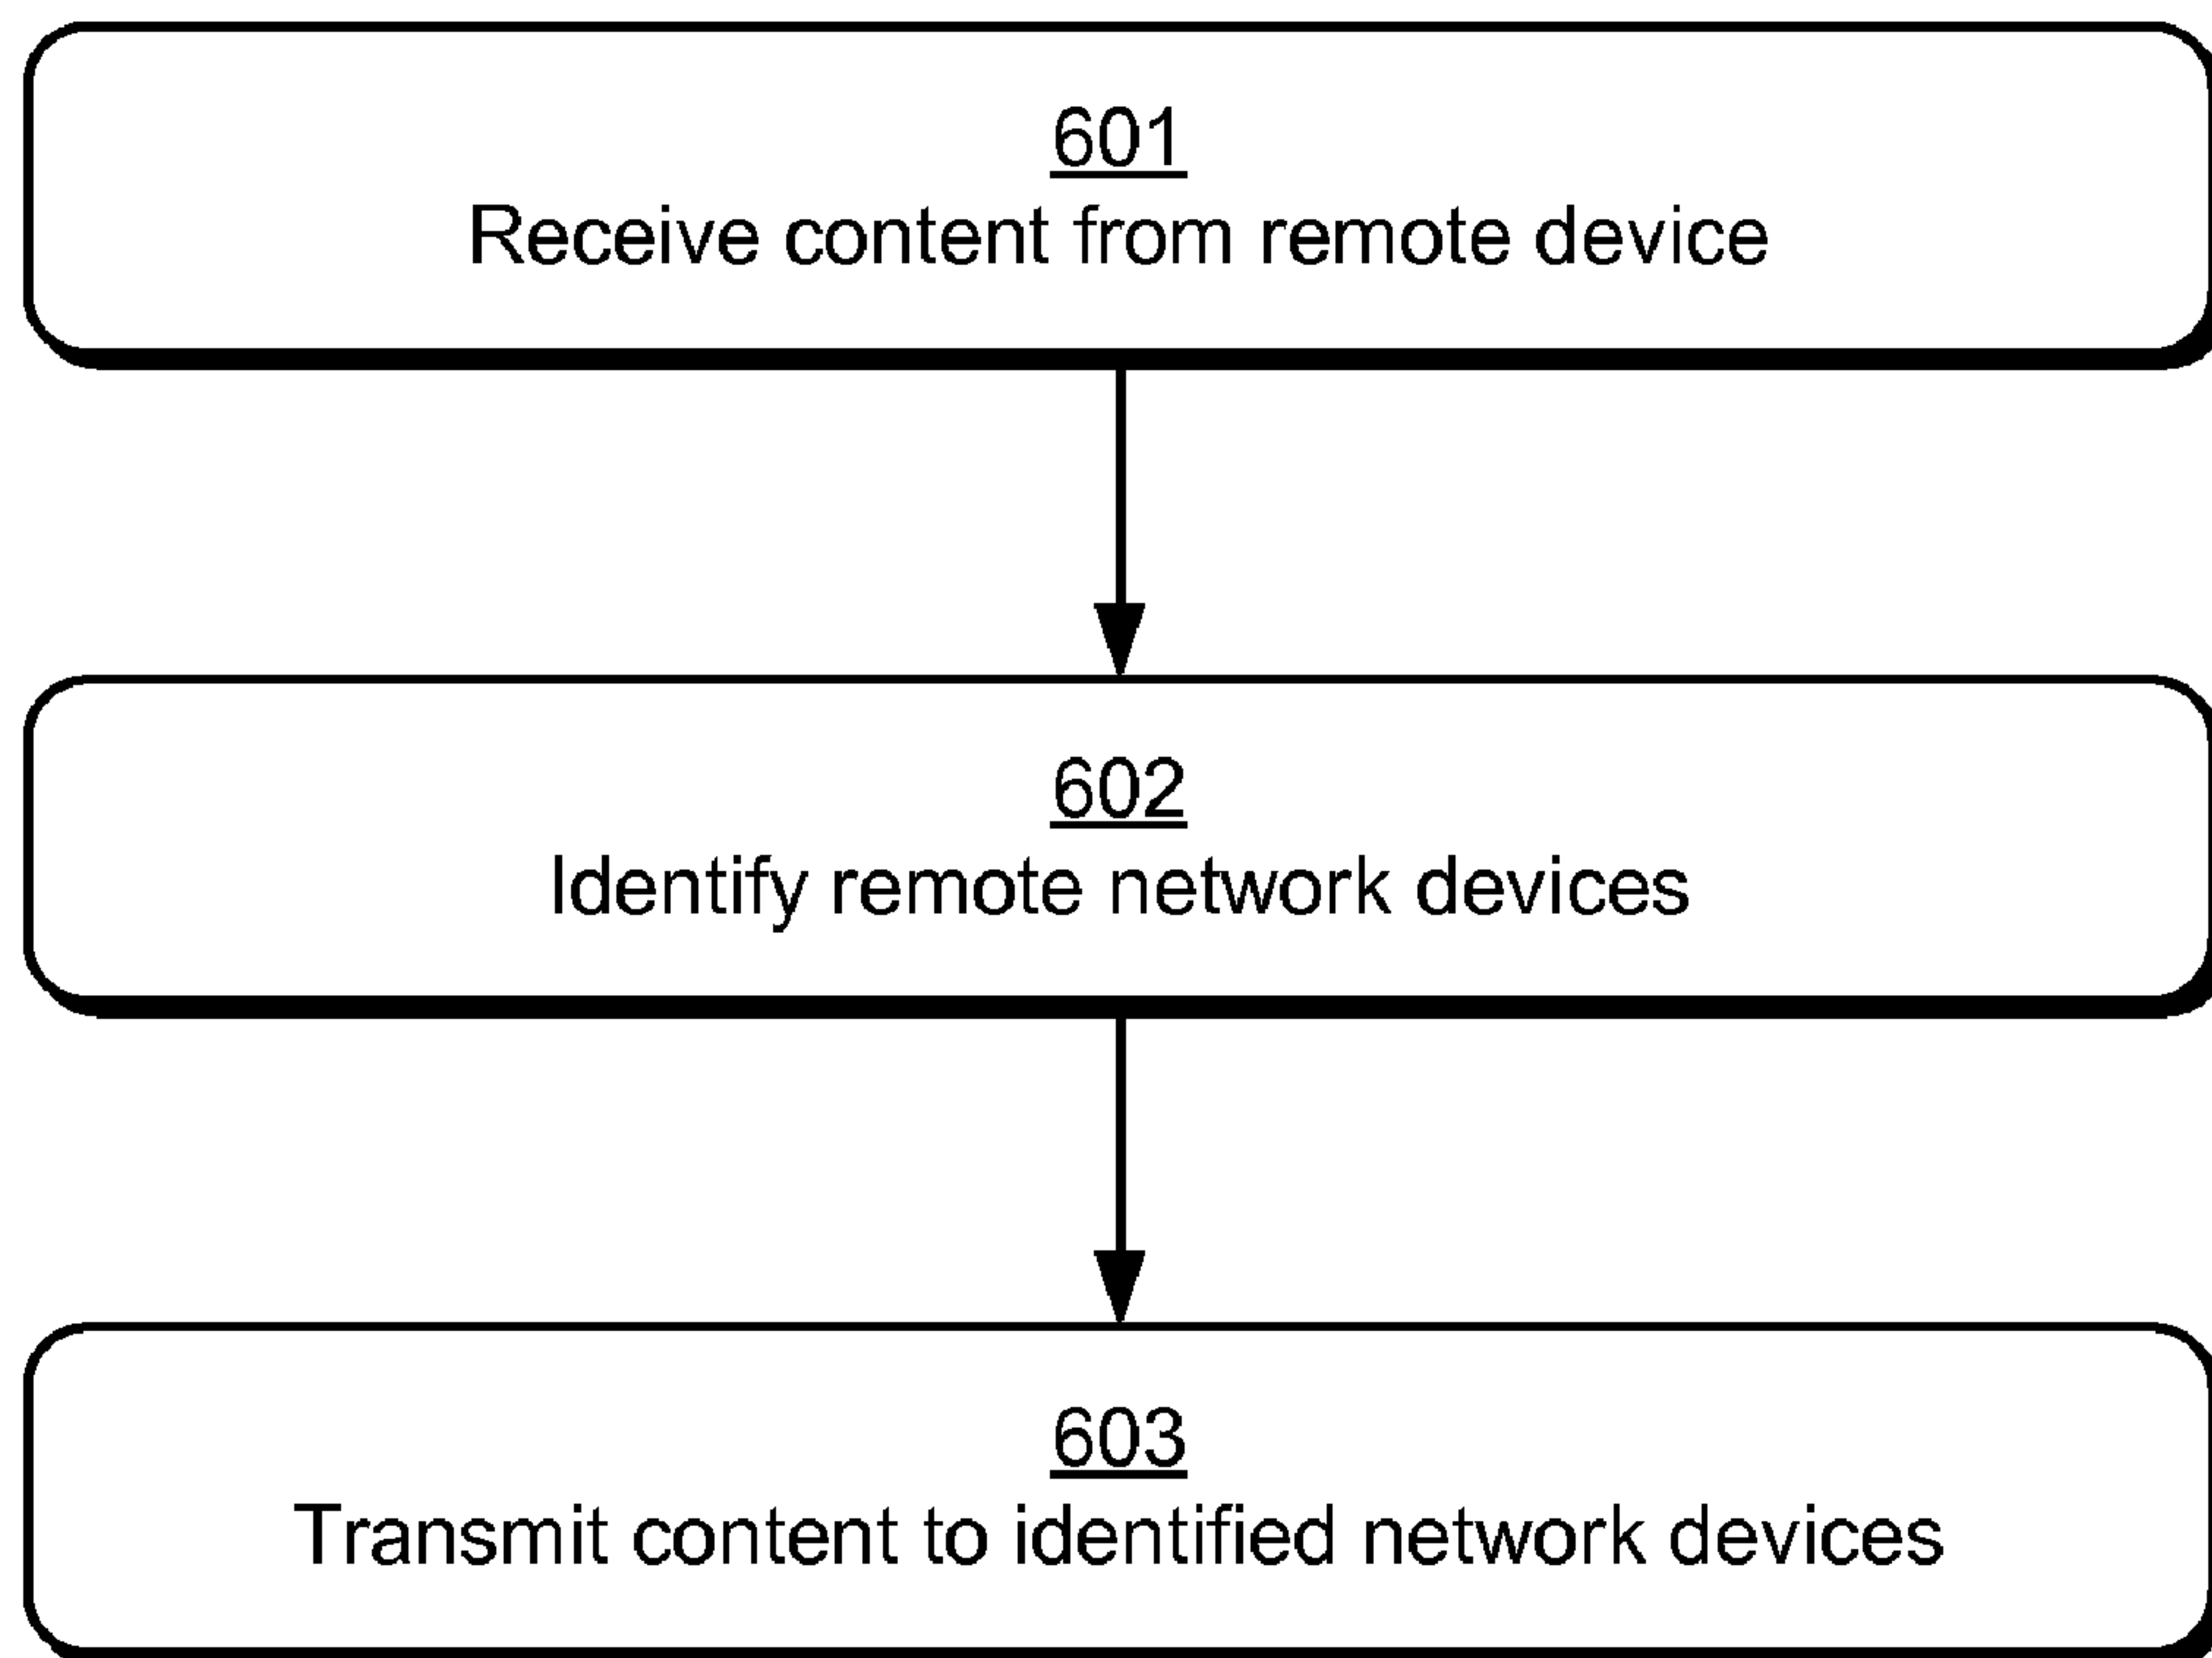 601
Receive content from remote device
602
Identify remote network devices
603
Transmit content to identified network devices